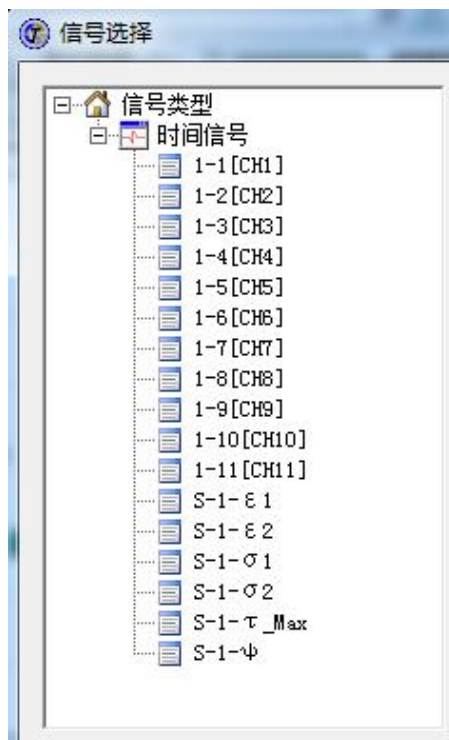 信号选择
信号类型
时间信号
1-1[CH1]
1-2[CH2]
1-3[CH3]
1-4[CH4]
1-5[CH5]
1-6[CH6]
1-7[CH7]
1-8[CH8]
1-9[CH9]
1-10[CH10]
1-11[CH11]
S-1-ε1
S-1-ε2
S-1-σ1
S-1-σ2
S-1-τ_Max
S-1-ψ